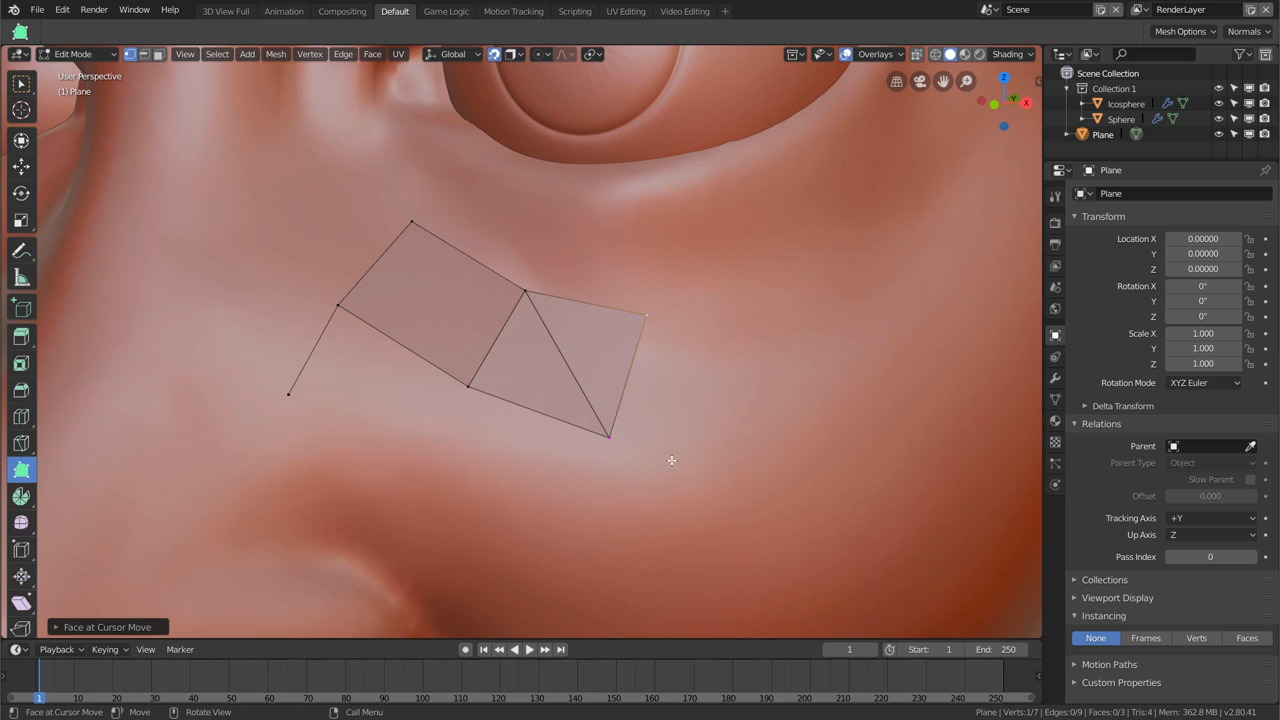 File Edit Render Window Help 3D View Full Animation Compositing Default Game Logic Motion Tracking Scripting UV Editing Video Editing + Scene RenderLayer
Mesh Options Normals
Edit Mode View Select Add Mesh Vertex Edge Face UV Global Overlays Shading
User Perspective
(1) Plane
Z
Y
X
Scene Collection
Collection 1
Icosphere
Sphere
Plane
Plane
Plane
Transform
Location X 0.00000
Y 0.00000
Z 0.00000
Rotation X 0°
Y 0°
Z 0°
Scale X 1.000
Y 1.000
Z 1.000
Rotation Mode XYZ Euler
Delta Transform
Relations
Parent Object
Parent Type Object
Slow Parent
Offset 0.000
Tracking Axis +Y
Up Axis Z
Pass Index 0
Collections
Viewport Display
Instancing
None Frames Verts Faces
Motion Paths
Custom Properties
Face at Cursor Move
Playback Keying View Marker 1 Start: 1 End: 250
1 10 20 30 40 50 60 70 80 90 100 110 120 130 140 150 160 170 180 190 200 210 220 230 240 250
Face at Cursor Move Move Rotate View Call Menu Plane | Verts:1/7 | Edges:0/9 | Faces:0/3 | Tris:4 | Mem: 362.8 MB | v2.80.41